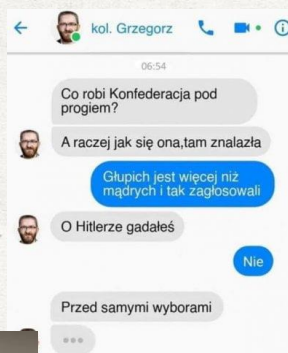 kol. Grzegorz
06:54
Co robi Konfederacja pod
progiem?
A raczej jak się ona,tam znalazła
Głupich jest więcej niż
mądrych i tak zagłosowali
O Hitlerze gadałeś
Nie
Przed samymi wyborami